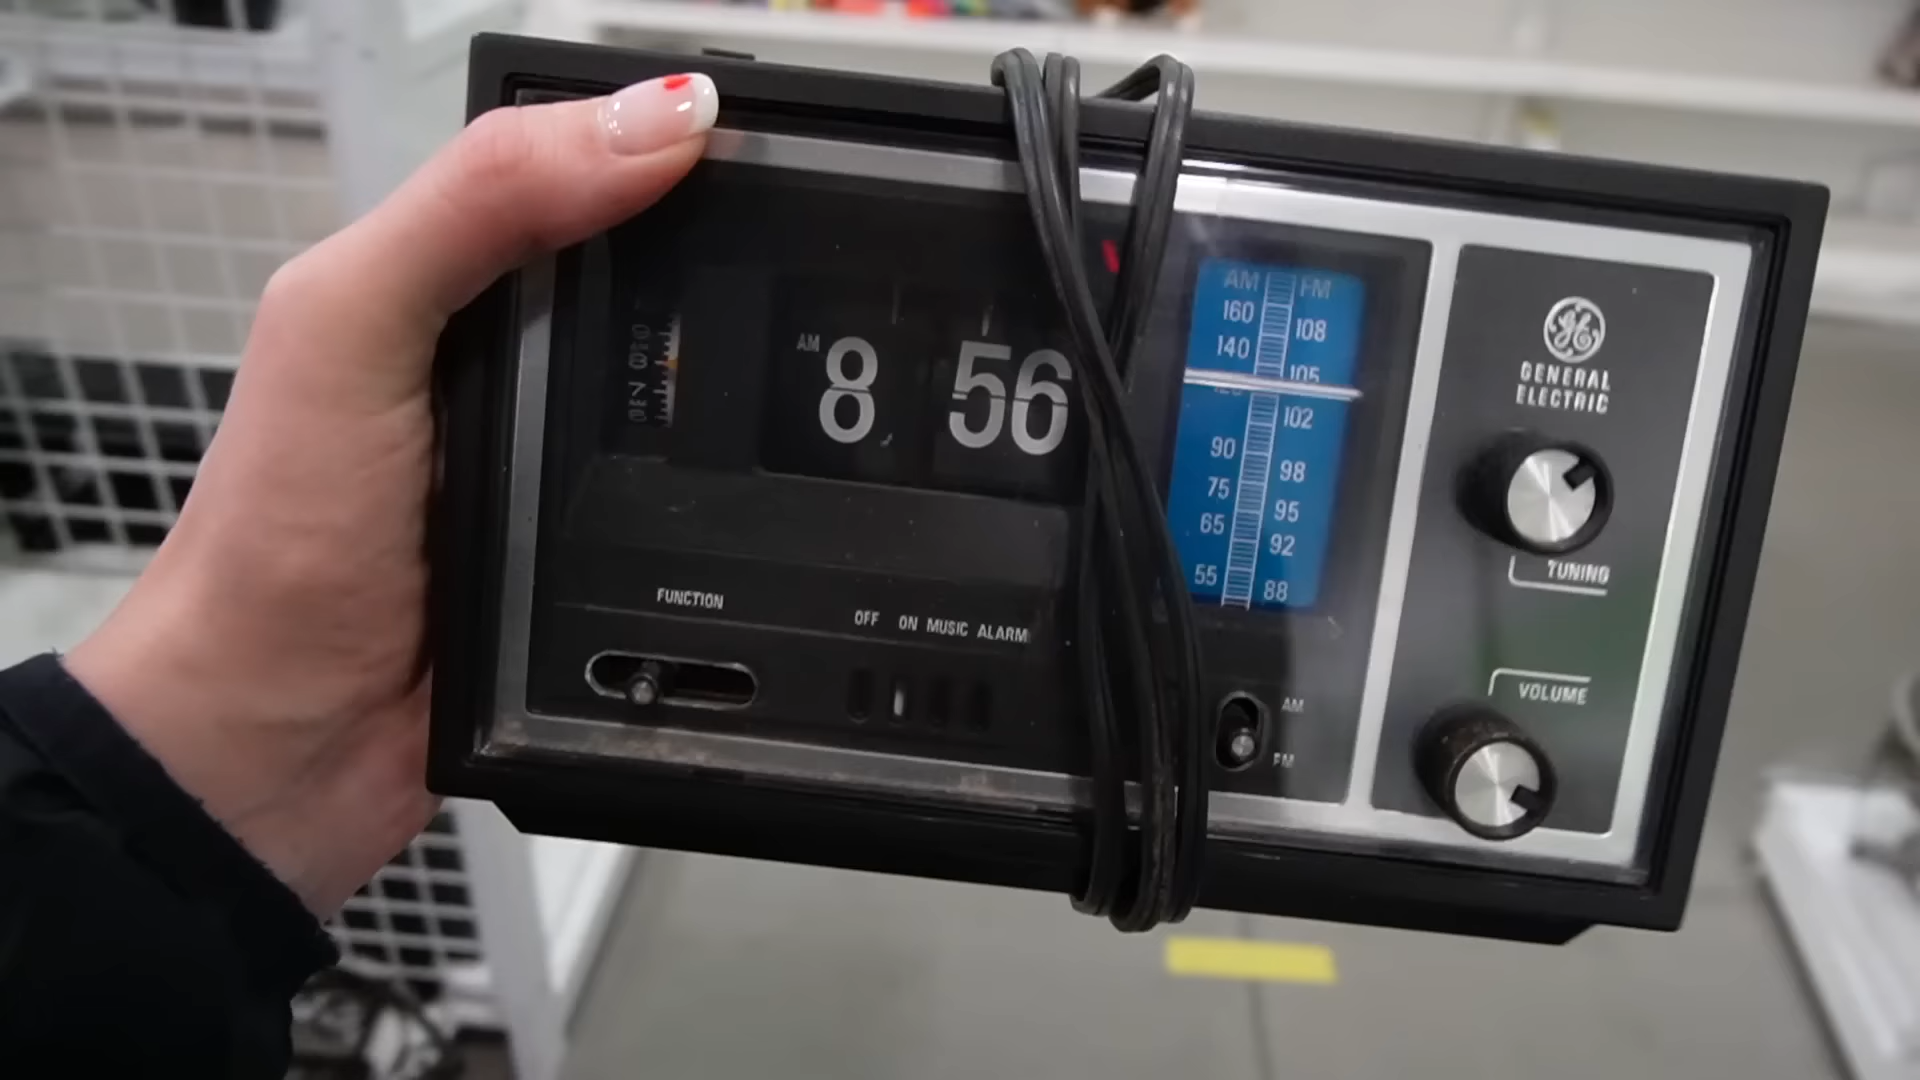 AM 8 56
AM FM
160 108
140 105
102
90 98
75 95
65 92
55 88
GENERAL
ELECTRIC
TUNING
FUNCTION
OFF ON MUSIC ALARM
VOLUME
AM
FM